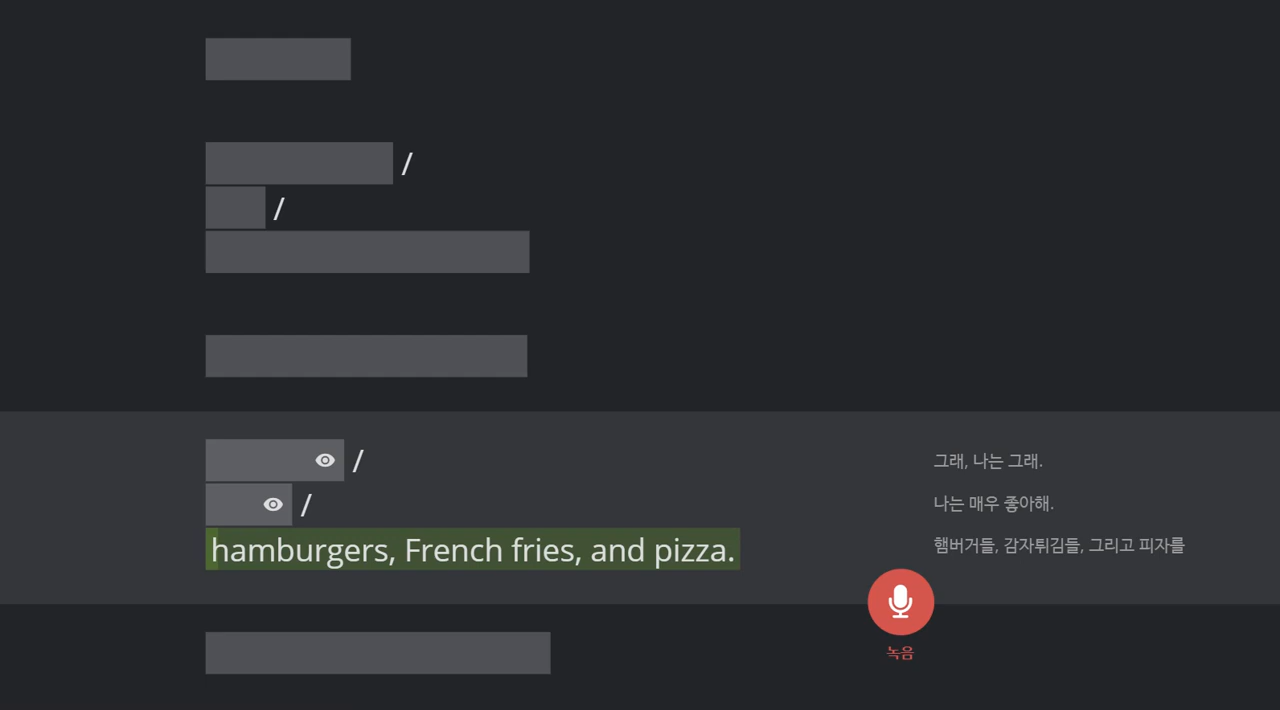 /
/
/ 그래, 나는 그래.
/ 나는 매우 좋아해.
hamburgers, French fries, and pizza. 햄버거들, 감자튀김들, 그리고 피자를
녹음